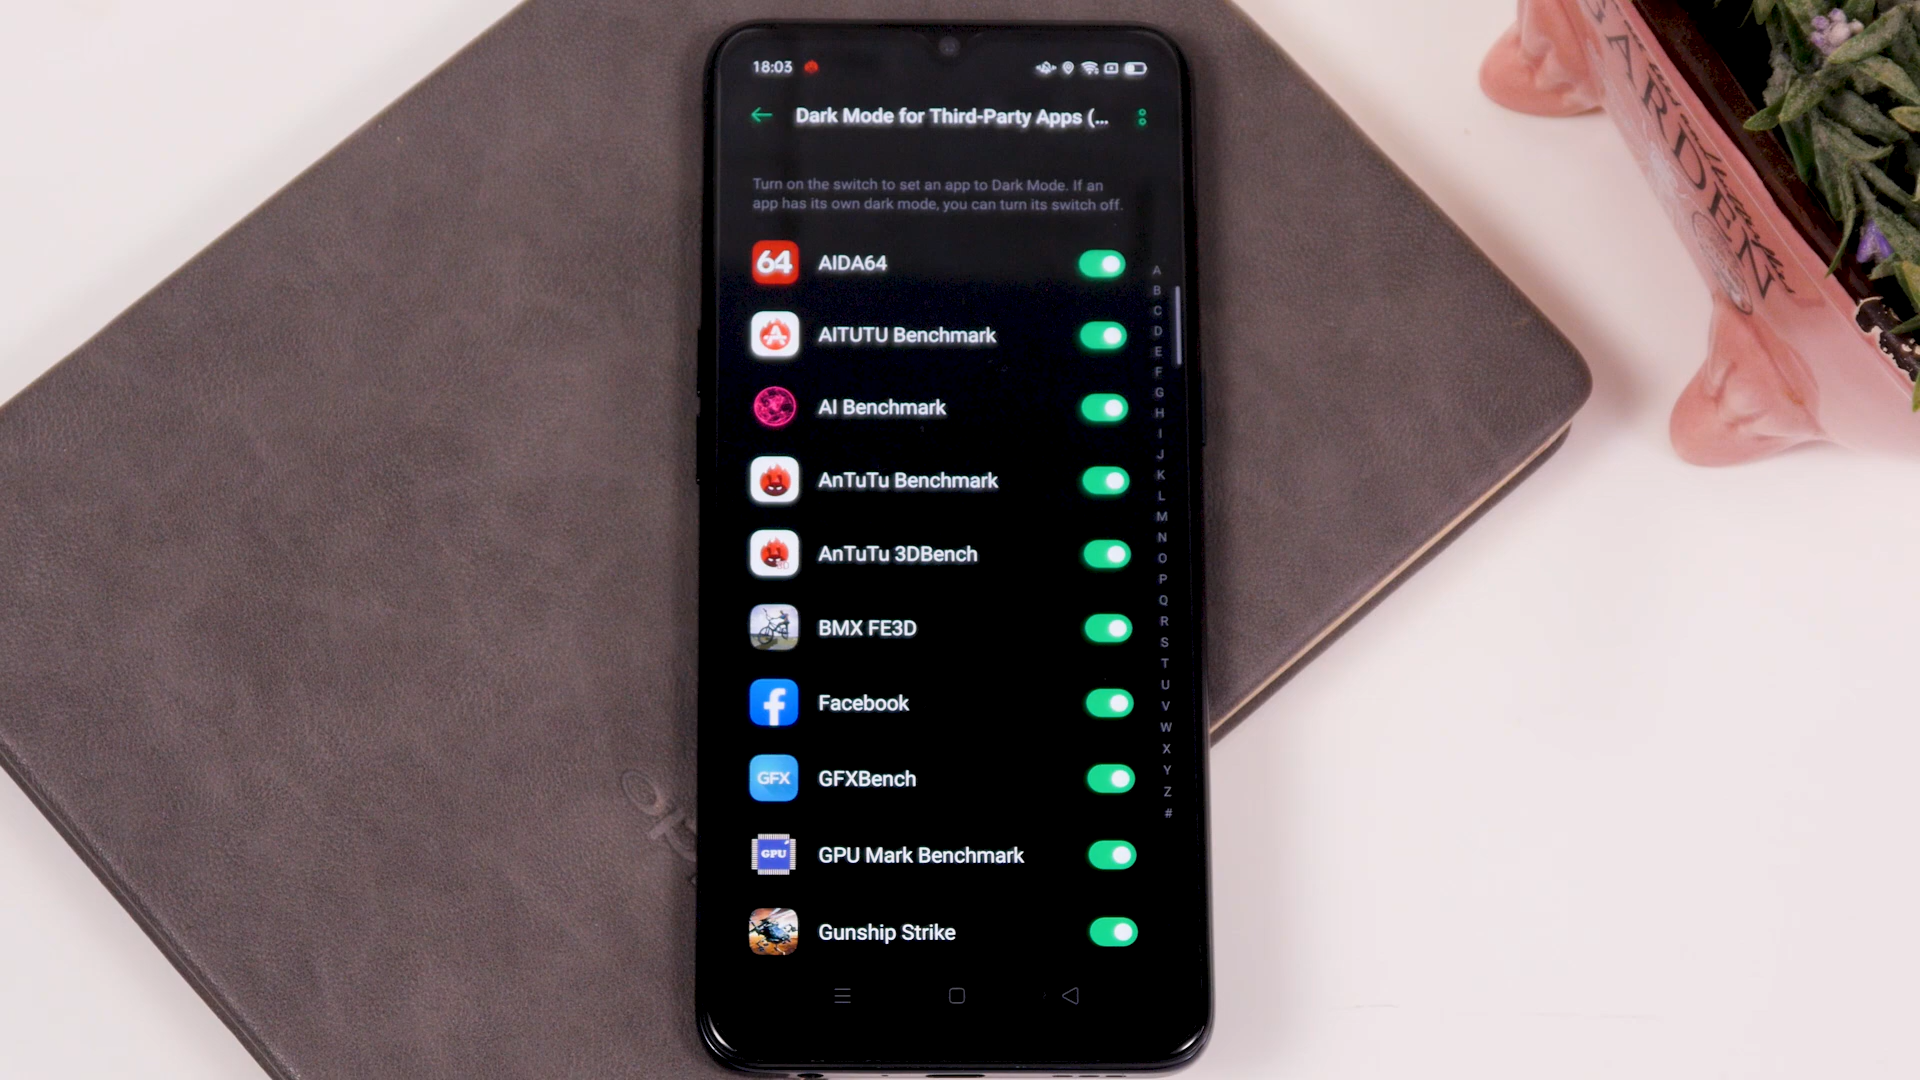 18:03
Dark Mode for Third-Party Apps (...
Turn on the switch to set an app to Dark Mode. If an
app has its own dark mode, you can turn its switch off.
64
AIDA64
AITUTU Benchmark
AI Benchmark
AnTuTu Benchmark
AnTuTu 3DBench
BMX FE3D
Facebook
GFX
GFXBench
GPU
GPU Mark Benchmark
Gunship Strike
A
B
C
D
E
F
G
H
I
J
K
L
M
N
O
P
Q
R
S
T
U
V
W
X
Y
Z
#
GARDEN